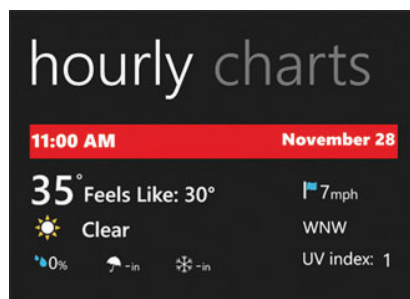 hourly charts
11:00 AM November 28
35° Feels Like: 30° 7mph
Clear WNW
0% -in -in UV index: 1